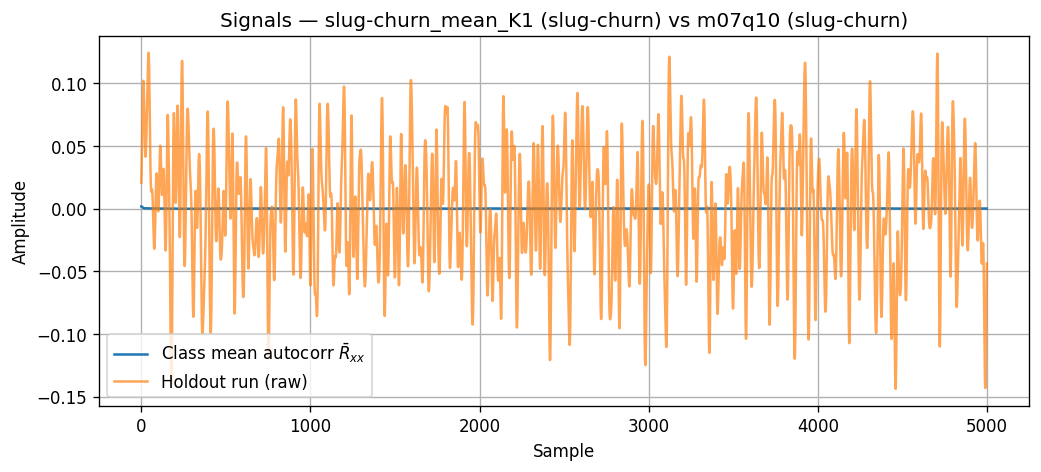 Signals — slug-churn_mean_K1 (slug-churn) vs m07q10 (slug-churn)
0.10
0.05
0.00
−0.05
−0.10
−0.15
Amplitude
Class mean autocorr R̄xx
Holdout run (raw)
0 1000 2000 3000 4000 5000
Sample